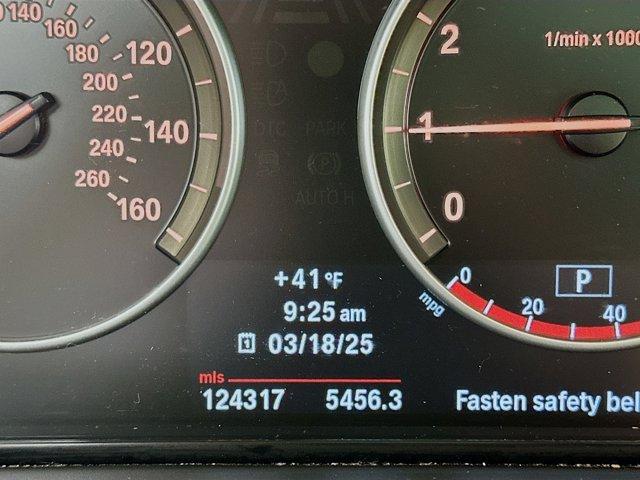 140
160
180
200
220
240
260
120
140
160
DTC PARK
(P)
AUTO H
2
1
0
1/min x 1000
+41°F
9:25 am
03/18/25
mls
124317 5456.3
P
mpg
0
20
40
Fasten safety bel